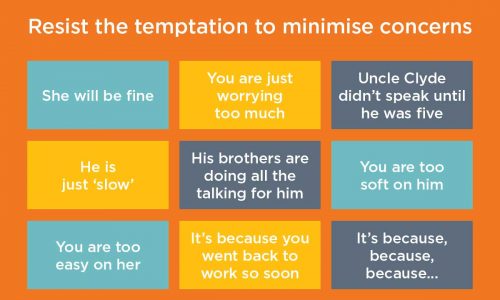 Resist the temptation to minimise concerns
She will be fine
You are just
worrying
too much
Uncle Clyde
didn't speak until
he was five
He is
just ‘slow’
His brothers are
doing all the
talking for him
You are too
soft on him
You are too
easy on her
It’s because you
went back to
work so soon
It’s because,
because,
because...